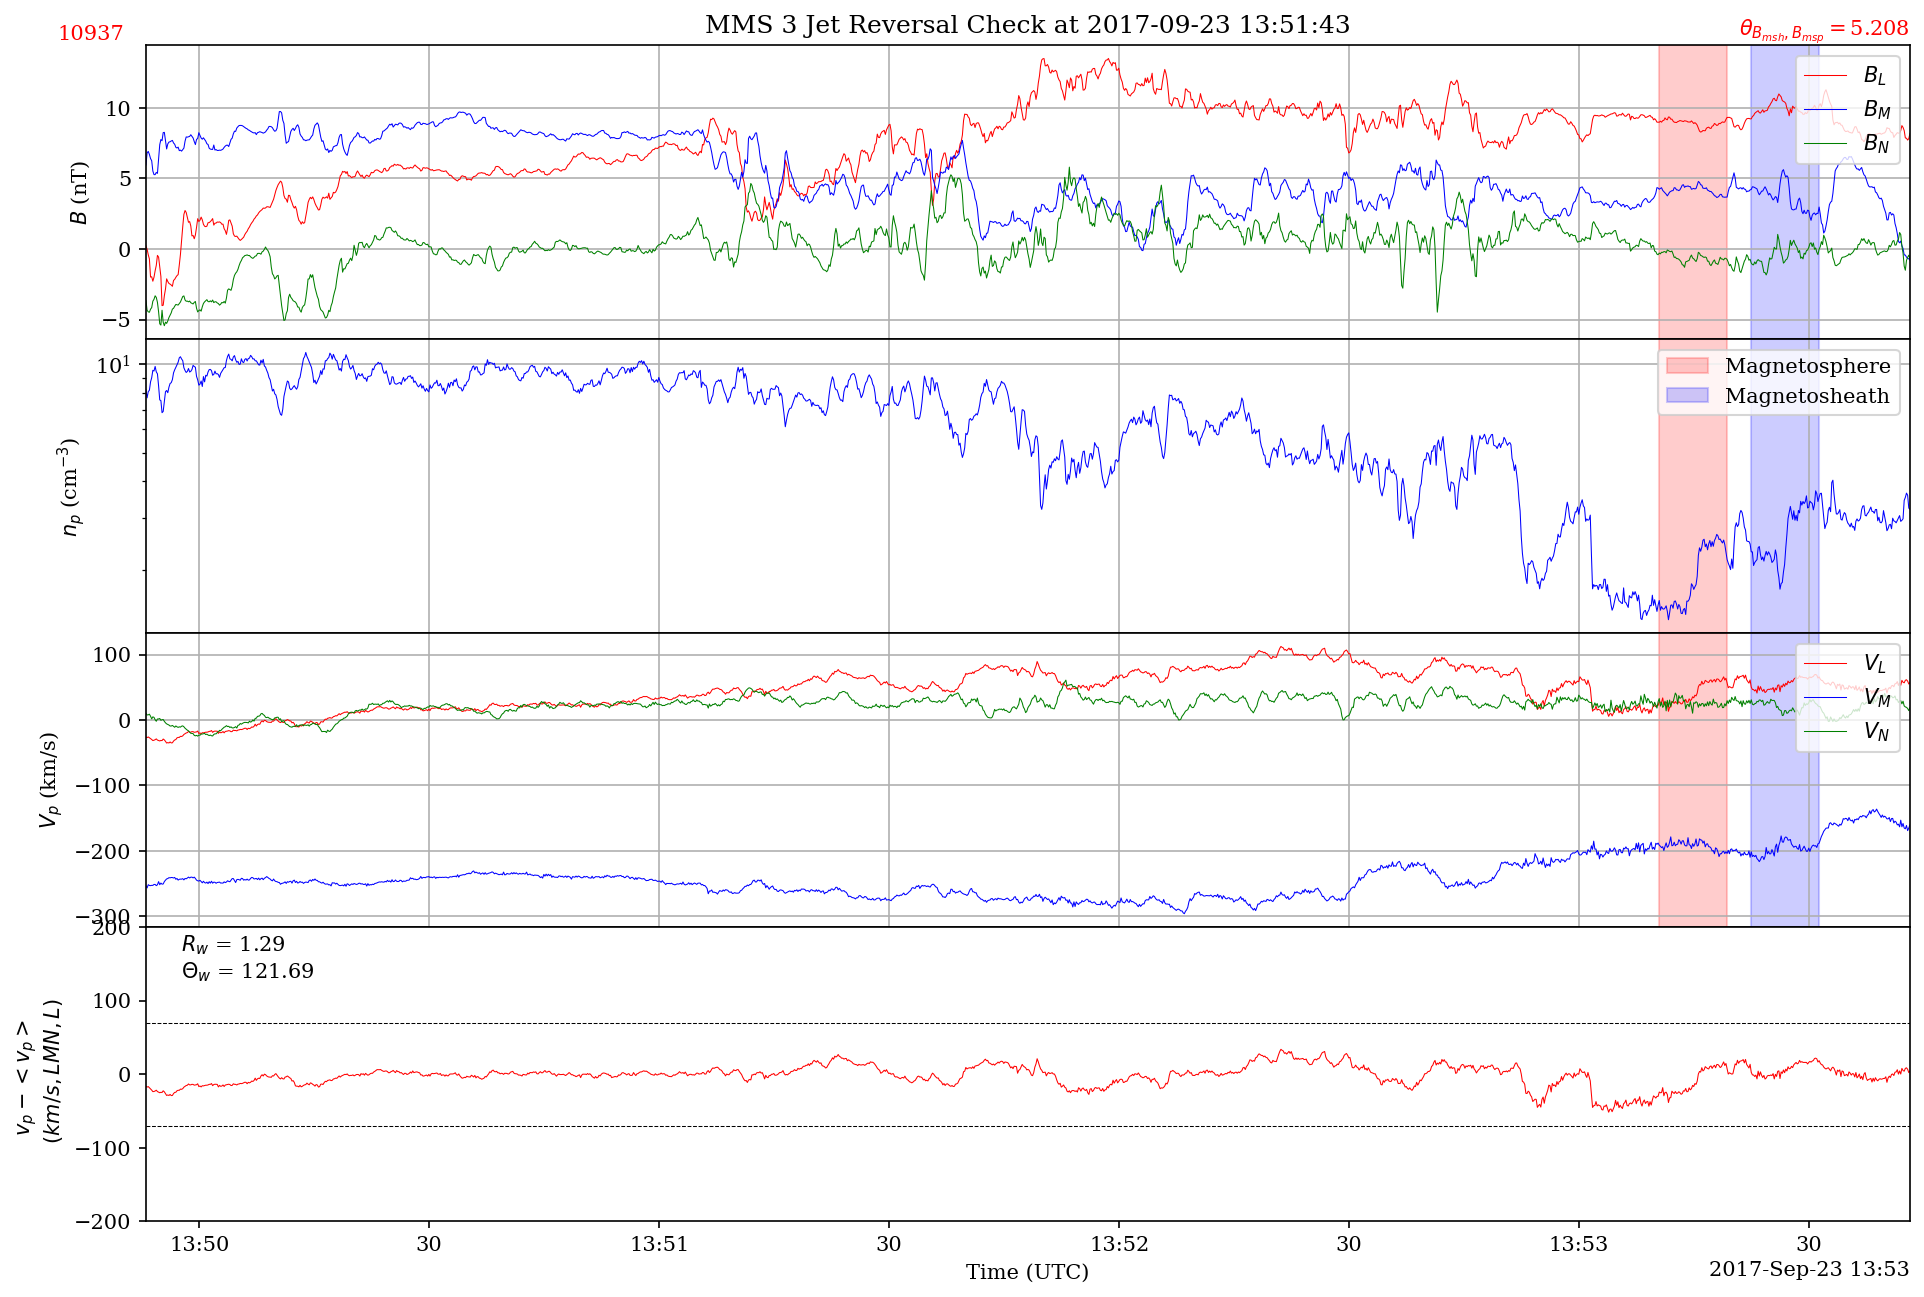 10937
MMS 3 Jet Reversal Check at 2017-09-23 13:51:43
θ_{B_{msh}, B_{msp}} = 5.208
10
5
0
−5
B (nT)
B_L
B_M
B_N
10^1
n_p (cm^{−3})
Magnetosphere
Magnetosheath
100
0
−100
−200
−300
V_p (km/s)
V_L
V_M
V_N
200
100
0
−100
−200
v_p − < v_p >
(km/s, LMN, L)
R_w = 1.29
Θ_w = 121.69
13:50
30
13:51
30
13:52
30
13:53
30
Time (UTC)
2017-Sep-23 13:53